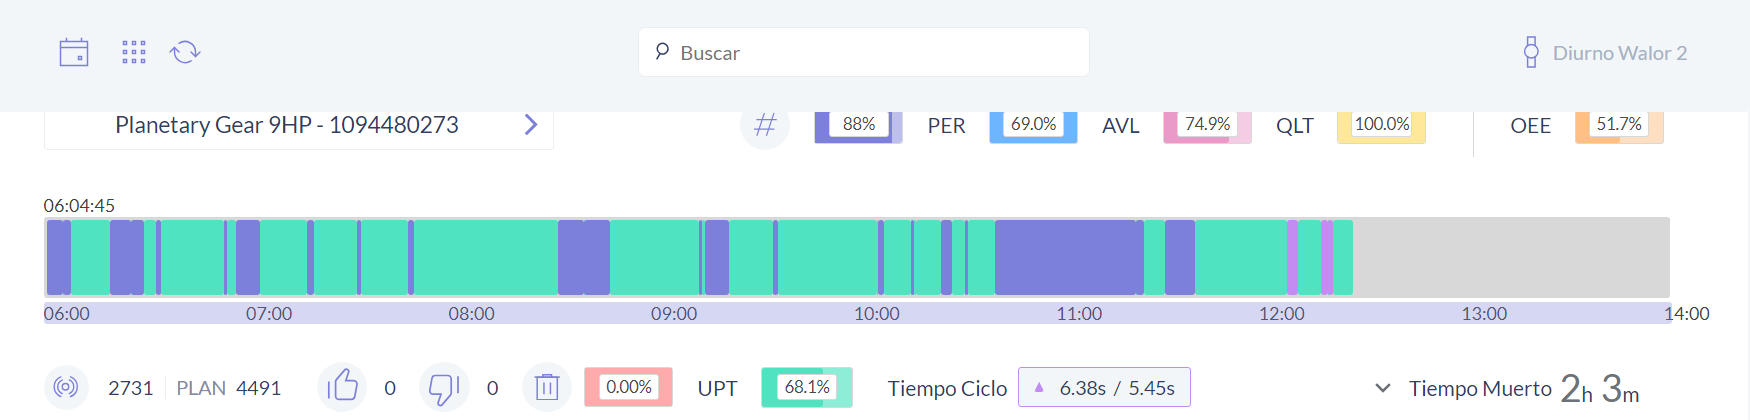 Buscar
Diurno Walor 2
Planetary Gear 9HP - 1094480273
# 88% PER 69.0% AVL 74.9% QLT 100.0% OEE 51.7%
06:04:45
06:00 07:00 08:00 09:00 10:00 11:00 12:00 13:00 14:00
2731 PLAN 4491 0 0 0.00% UPT 68.1% Tiempo Ciclo 6.38s / 5.45s Tiempo Muerto 2h 3m